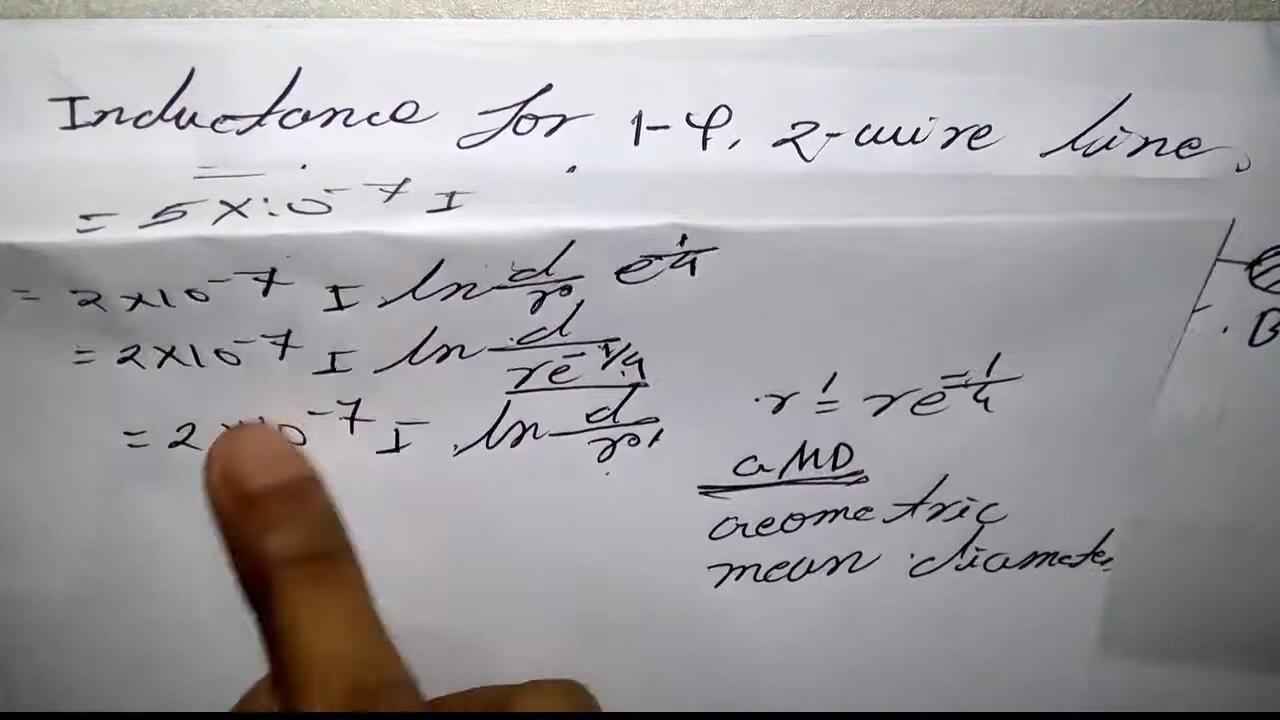 Inductance for 1-φ, 2-wire line.
= 5×10^-7 I
= 2×10^-7 I ln d/r e^1/4
= 2×10^-7 I ln d/re^-1/4
= 2×10^-7 I ln d/r'
r' = re^-1/4
GMD
Geometric
mean diamete